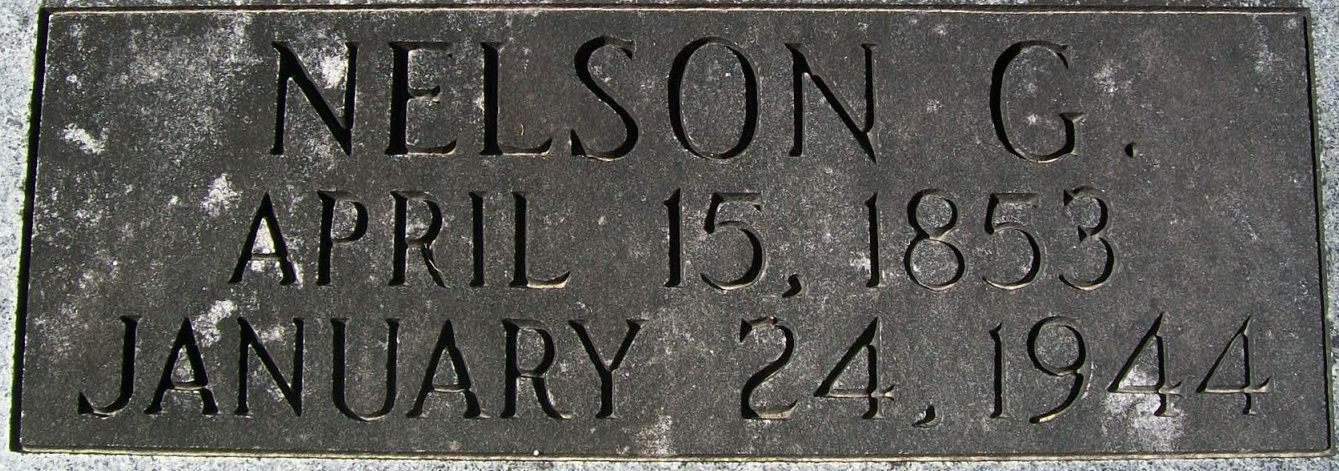 NELSON G.
APRIL 15, 1853
JANUARY 24, 1944